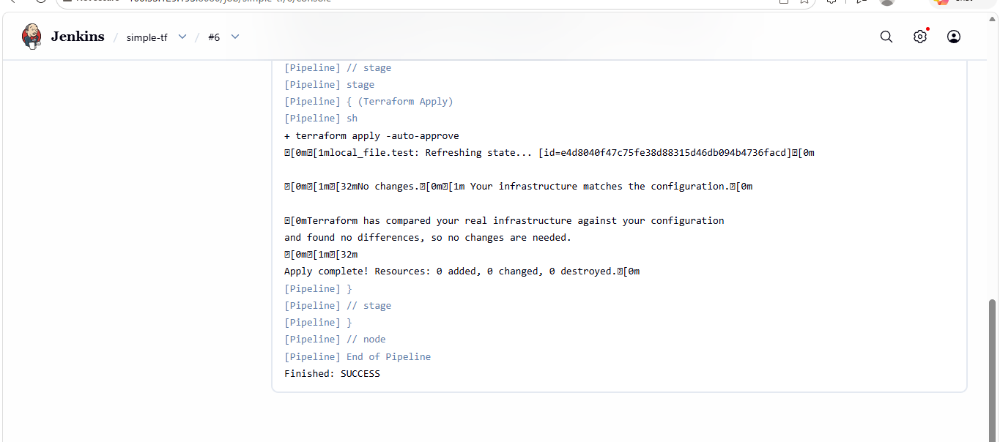 Jenkins / simple-tf / #6
[Pipeline] // stage
[Pipeline] stage
[Pipeline] { (Terraform Apply)
[Pipeline] sh
+ terraform apply -auto-approve
[0m[1mlocal_file.test: Refreshing state... [id=e4d8040f47c75fe38d88315d46db094b4736facd][0m
[0m[1m[32mNo changes.[0m[1m Your infrastructure matches the configuration.[0m
[0mTerraform has compared your real infrastructure against your configuration
and found no differences, so no changes are needed.
[0m[1m[32m
Apply complete! Resources: 0 added, 0 changed, 0 destroyed.[0m
[Pipeline] }
[Pipeline] // stage
[Pipeline] }
[Pipeline] // node
[Pipeline] End of Pipeline
Finished: SUCCESS